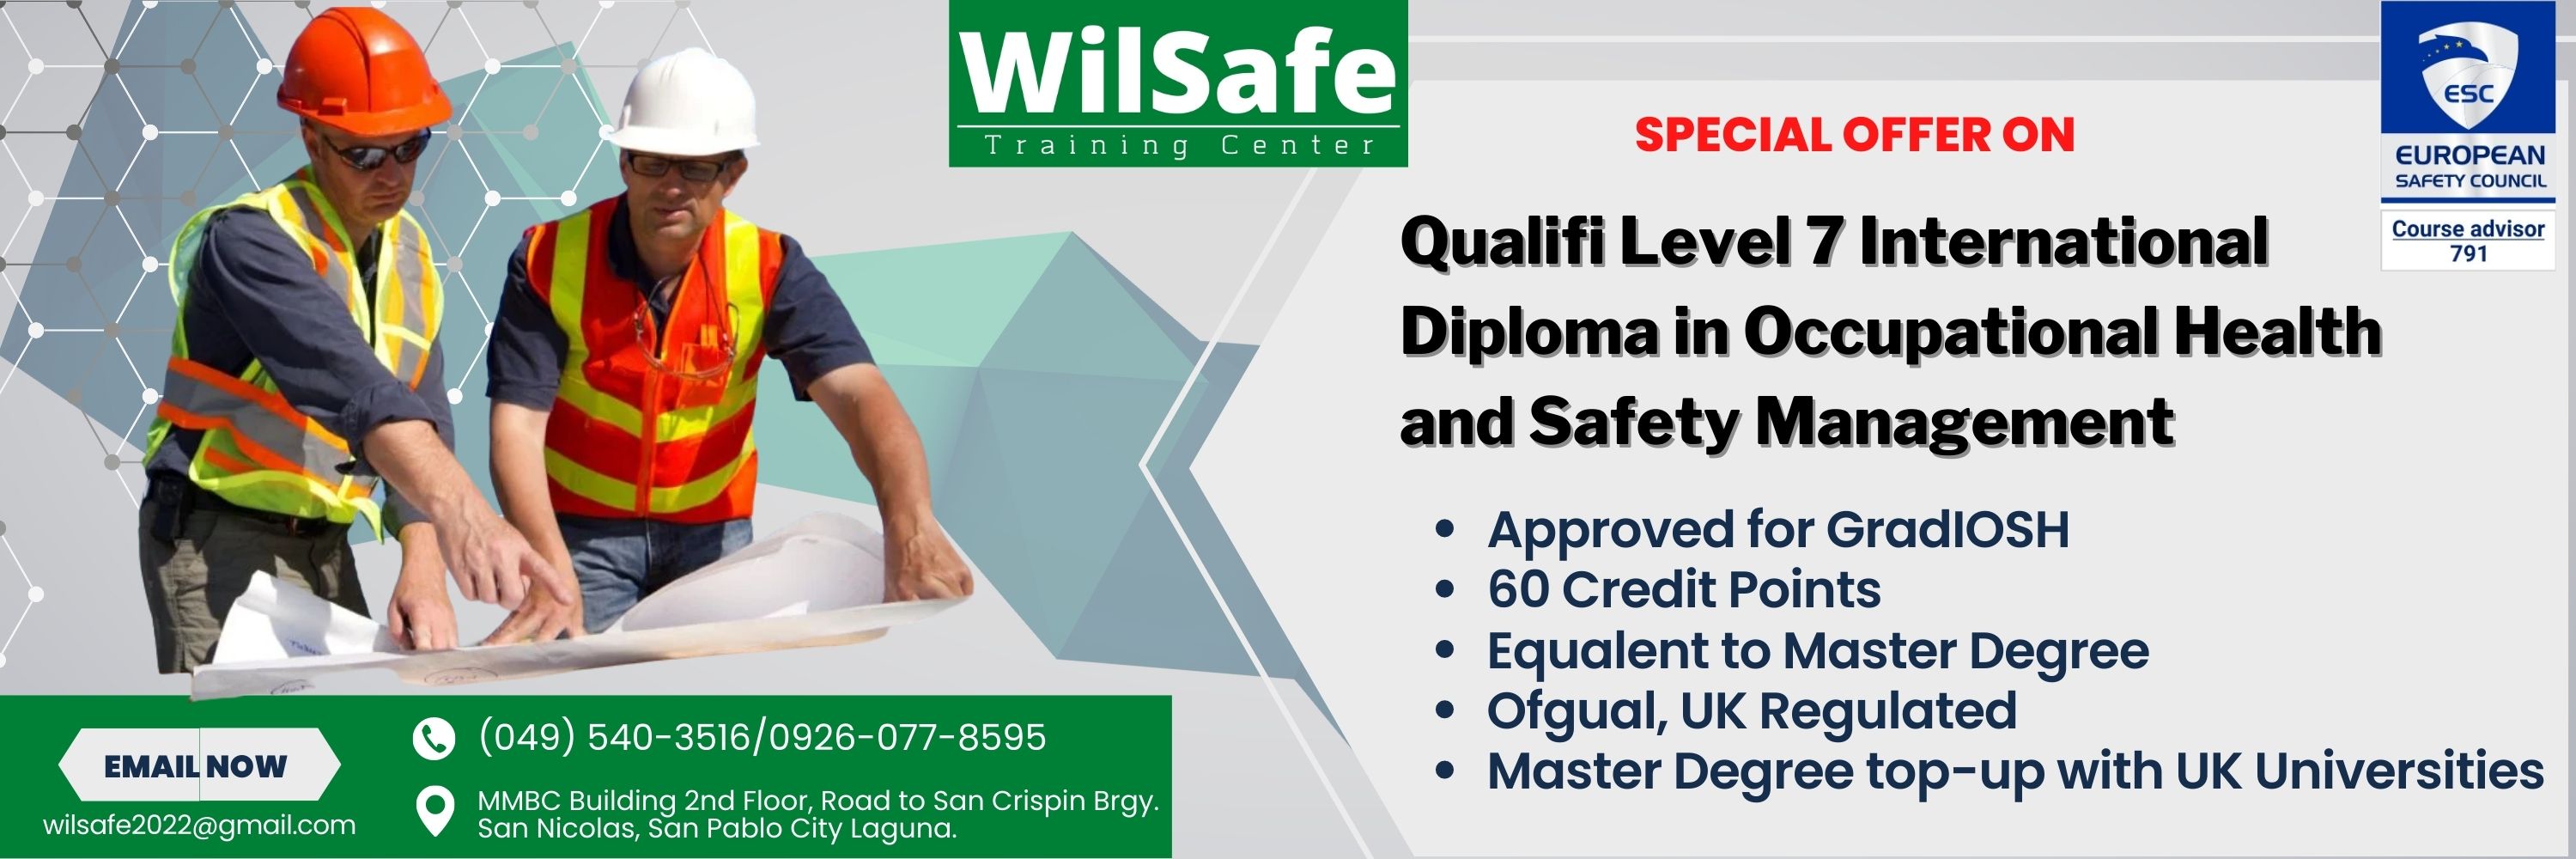 WilSafe
Training Center
SPECIAL OFFER ON
Qualifi Level 7 International
Diploma in Occupational Health
and Safety Management
• Approved for GradIOSH
• 60 Credit Points
• Equalent to Master Degree
• Ofgual, UK Regulated
• Master Degree top-up with UK Universities
ESC
EUROPEAN
SAFETY COUNCIL
Course advisor
791
EMAIL NOW
wilsafe2022@gmail.com
(049) 540-3516/0926-077-8595
MMBC Building 2nd Floor, Road to San Crispin Brgy.
San Nicolas, San Pablo City Laguna.